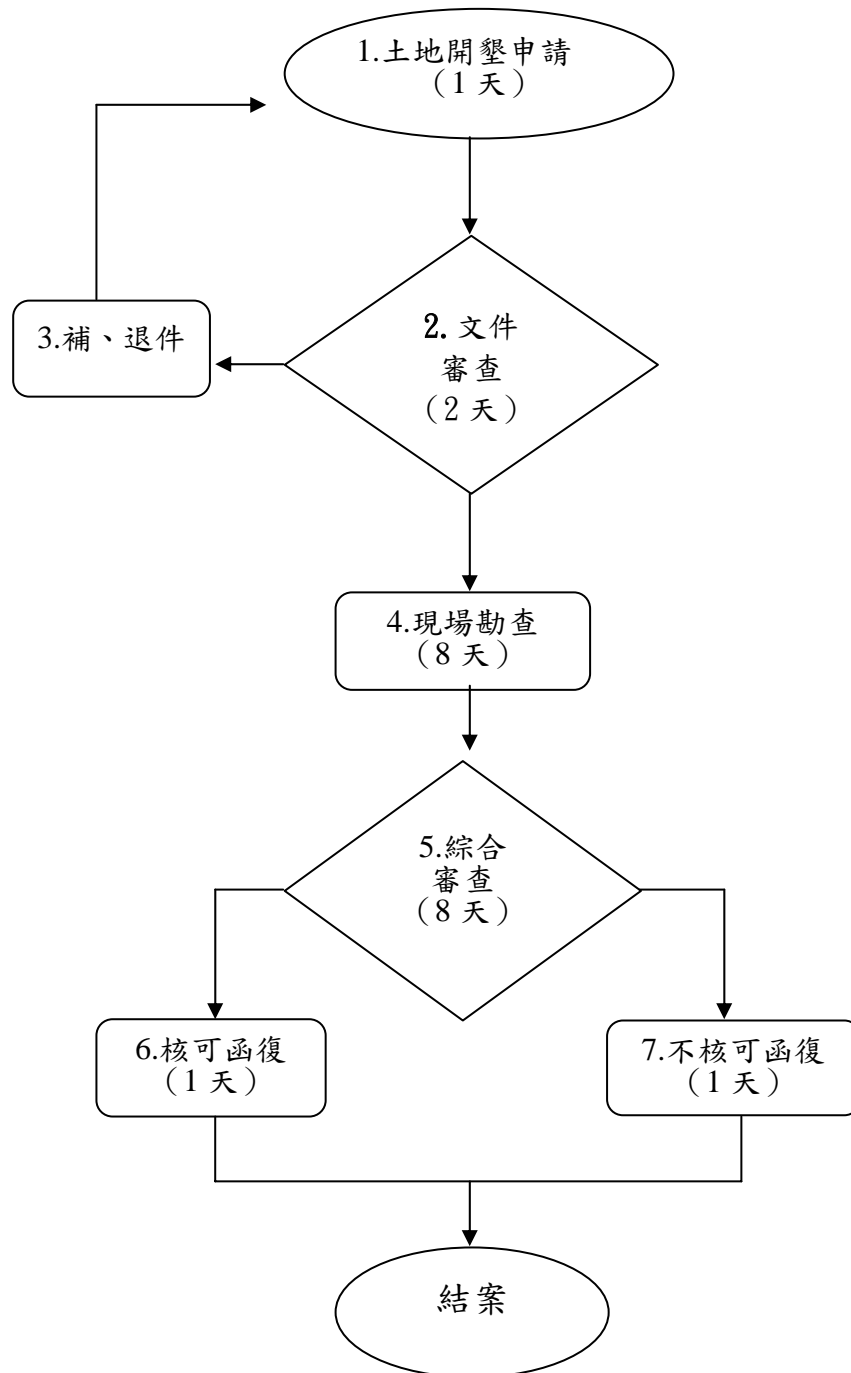 1.土地開墾申請
（1 天）
3.補、退件
2. 文件
審查
（2 天）
4.現場勘查
（8 天）
5.綜合
審查
（8 天）
6.核可函復
（1 天）
7.不核可函復
（1 天）
結案